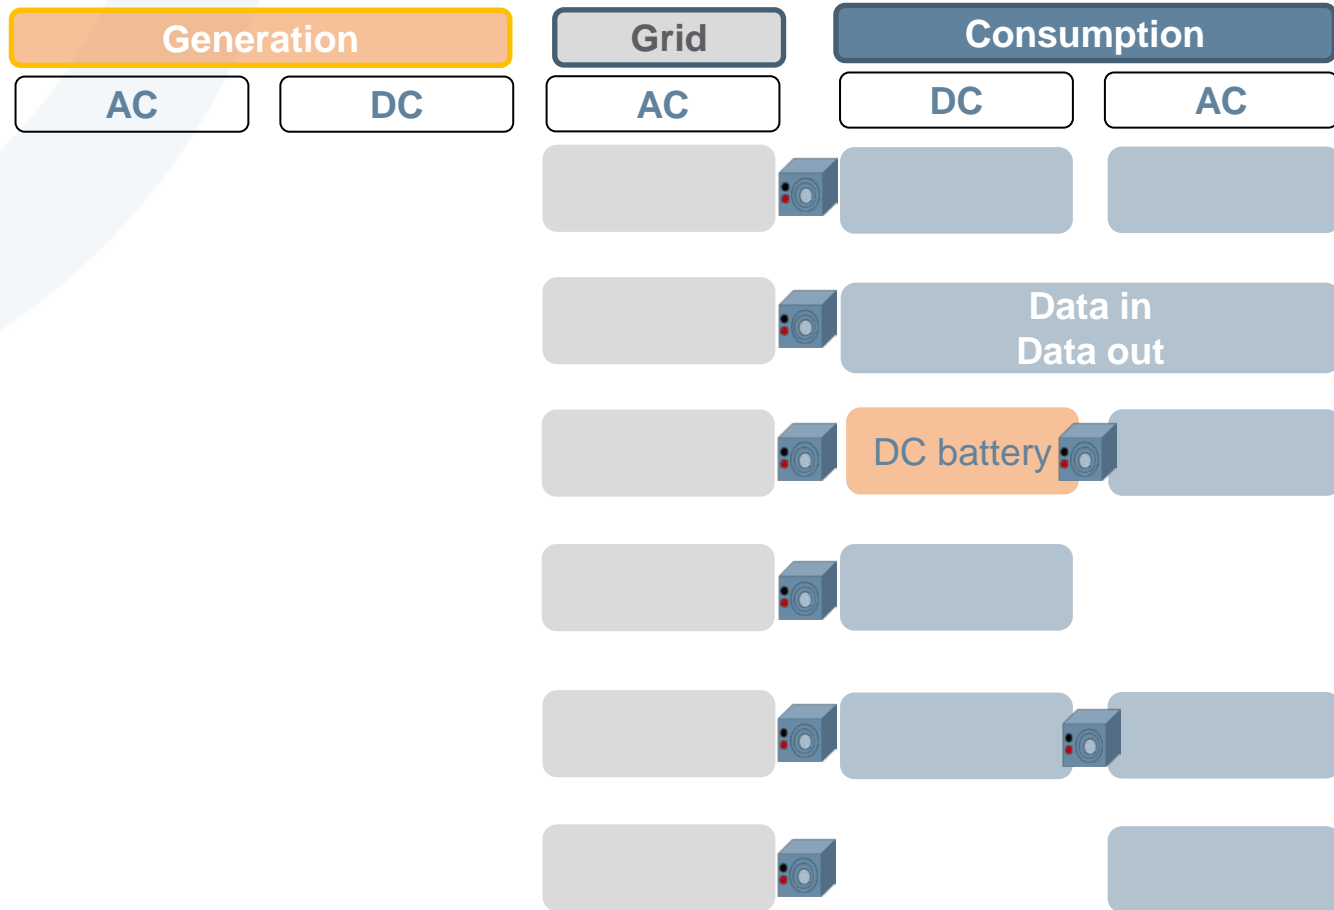 Generation
Grid
Consumption
AC
DC
AC
DC
AC
Data in
Data out
DC battery